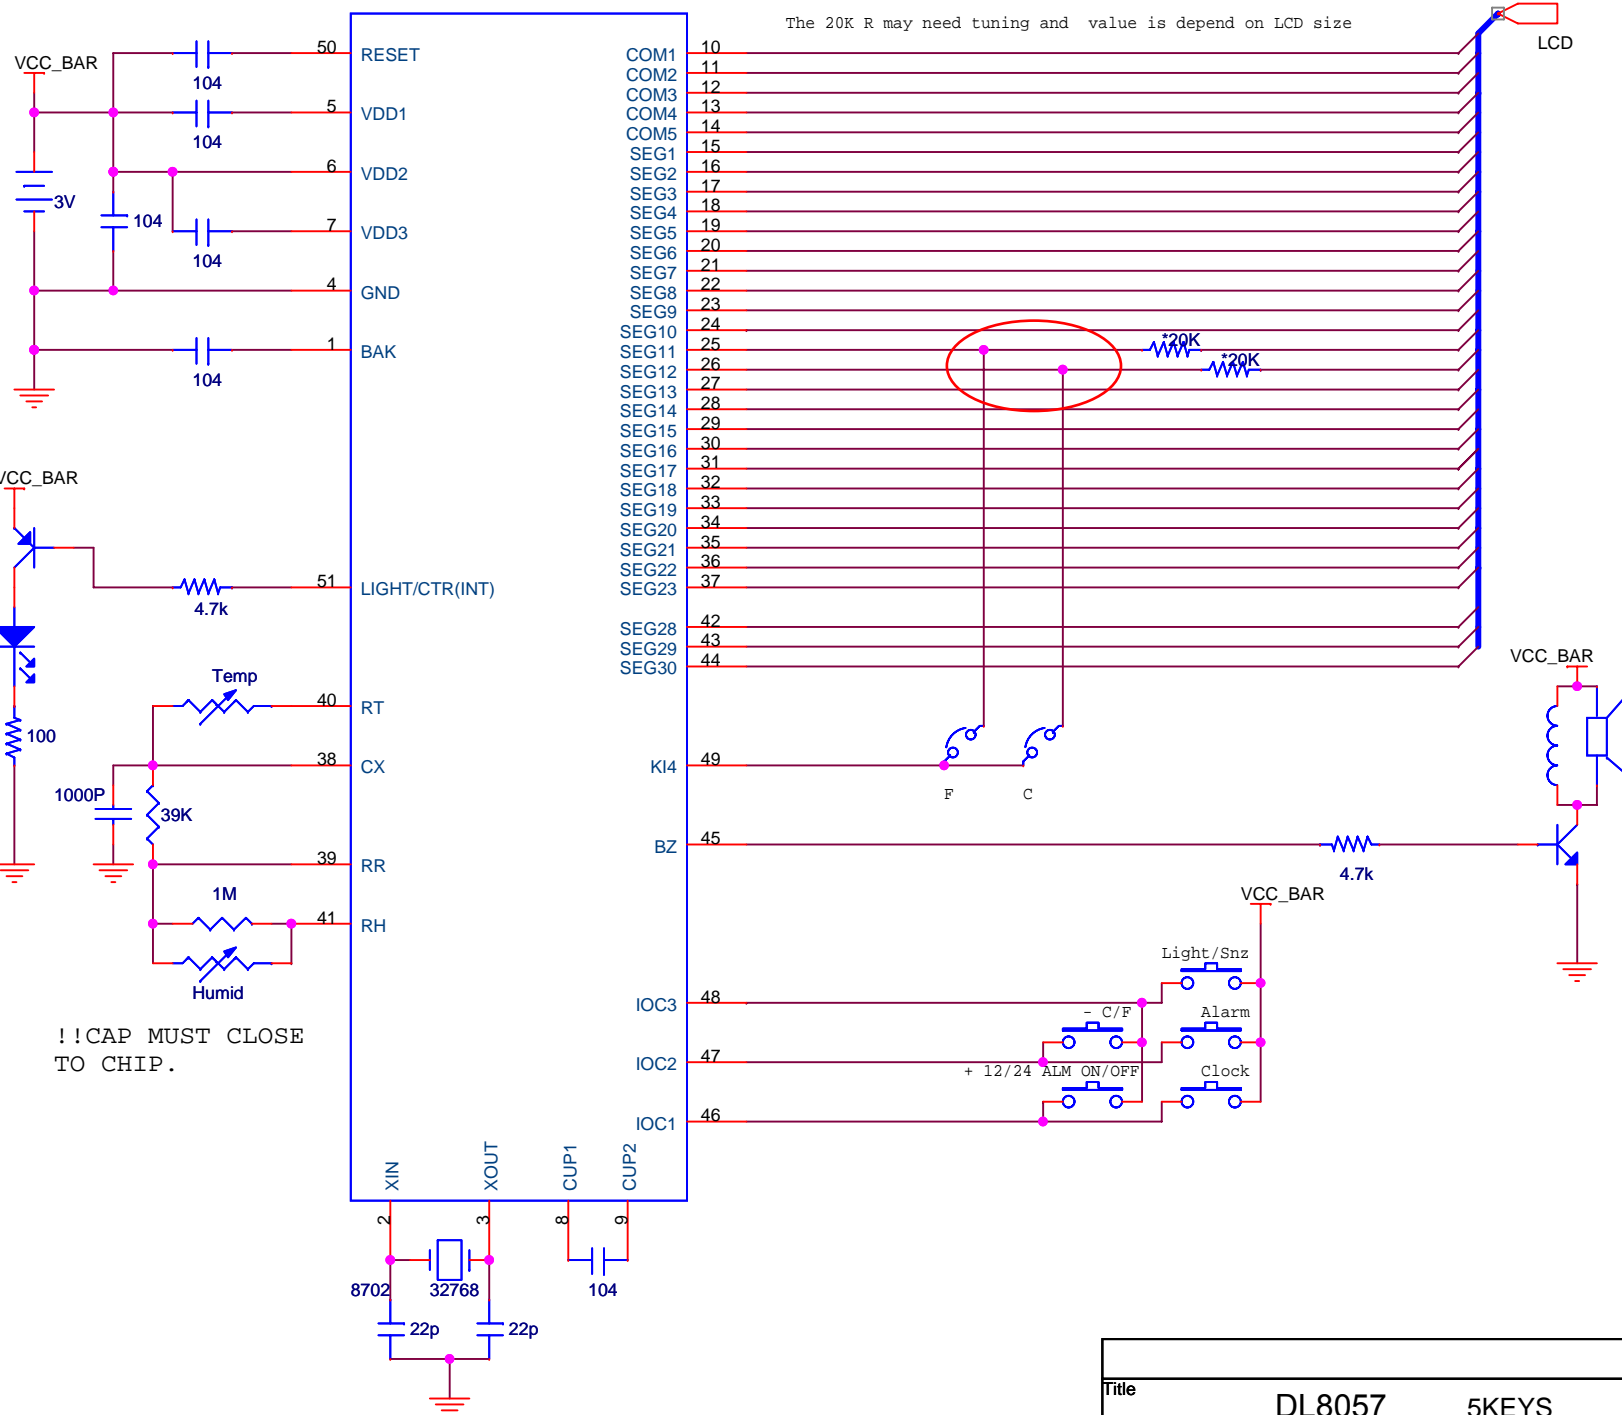 The 20K R may need tuning and  value is depend on LCD size
LCD
VCC_BAR
104
50
RESET
104
5
VDD1
6
VDD2
3V
104
104
7
VDD3
4
GND
104
1
BAK
COM1
10
COM2
11
COM3
12
COM4
13
COM5
14
SEG1
15
SEG2
16
SEG3
17
SEG4
18
SEG5
19
SEG6
20
SEG7
21
SEG8
22
SEG9
23
SEG10
24
SEG11
25
*20K
SEG12
26
*20K
SEG13
27
SEG14
28
SEG15
29
SEG16
30
SEG17
31
SEG18
32
SEG19
33
SEG20
34
SEG21
35
SEG22
36
SEG23
37
SEG28
42
SEG29
43
SEG30
44
VCC_BAR
4.7k
51
LIGHT/CTR(INT)
100
Temp
40
RT
38
CX
1000P
39K
39
RR
1M
41
RH
Humid
!!CAP MUST CLOSE
TO CHIP.
KI4
49
F
C
VCC_BAR
BZ
45
4.7k
VCC_BAR
Light/Snz
IOC3
48
- C/F
Alarm
IOC2
47
+ 12/24 ALM ON/OFF
Clock
IOC1
46
XIN
XOUT
CUP1
CUP2
2
3
8
9
8702
32768
104
22p
22p
Title
DL8057 5KEYS